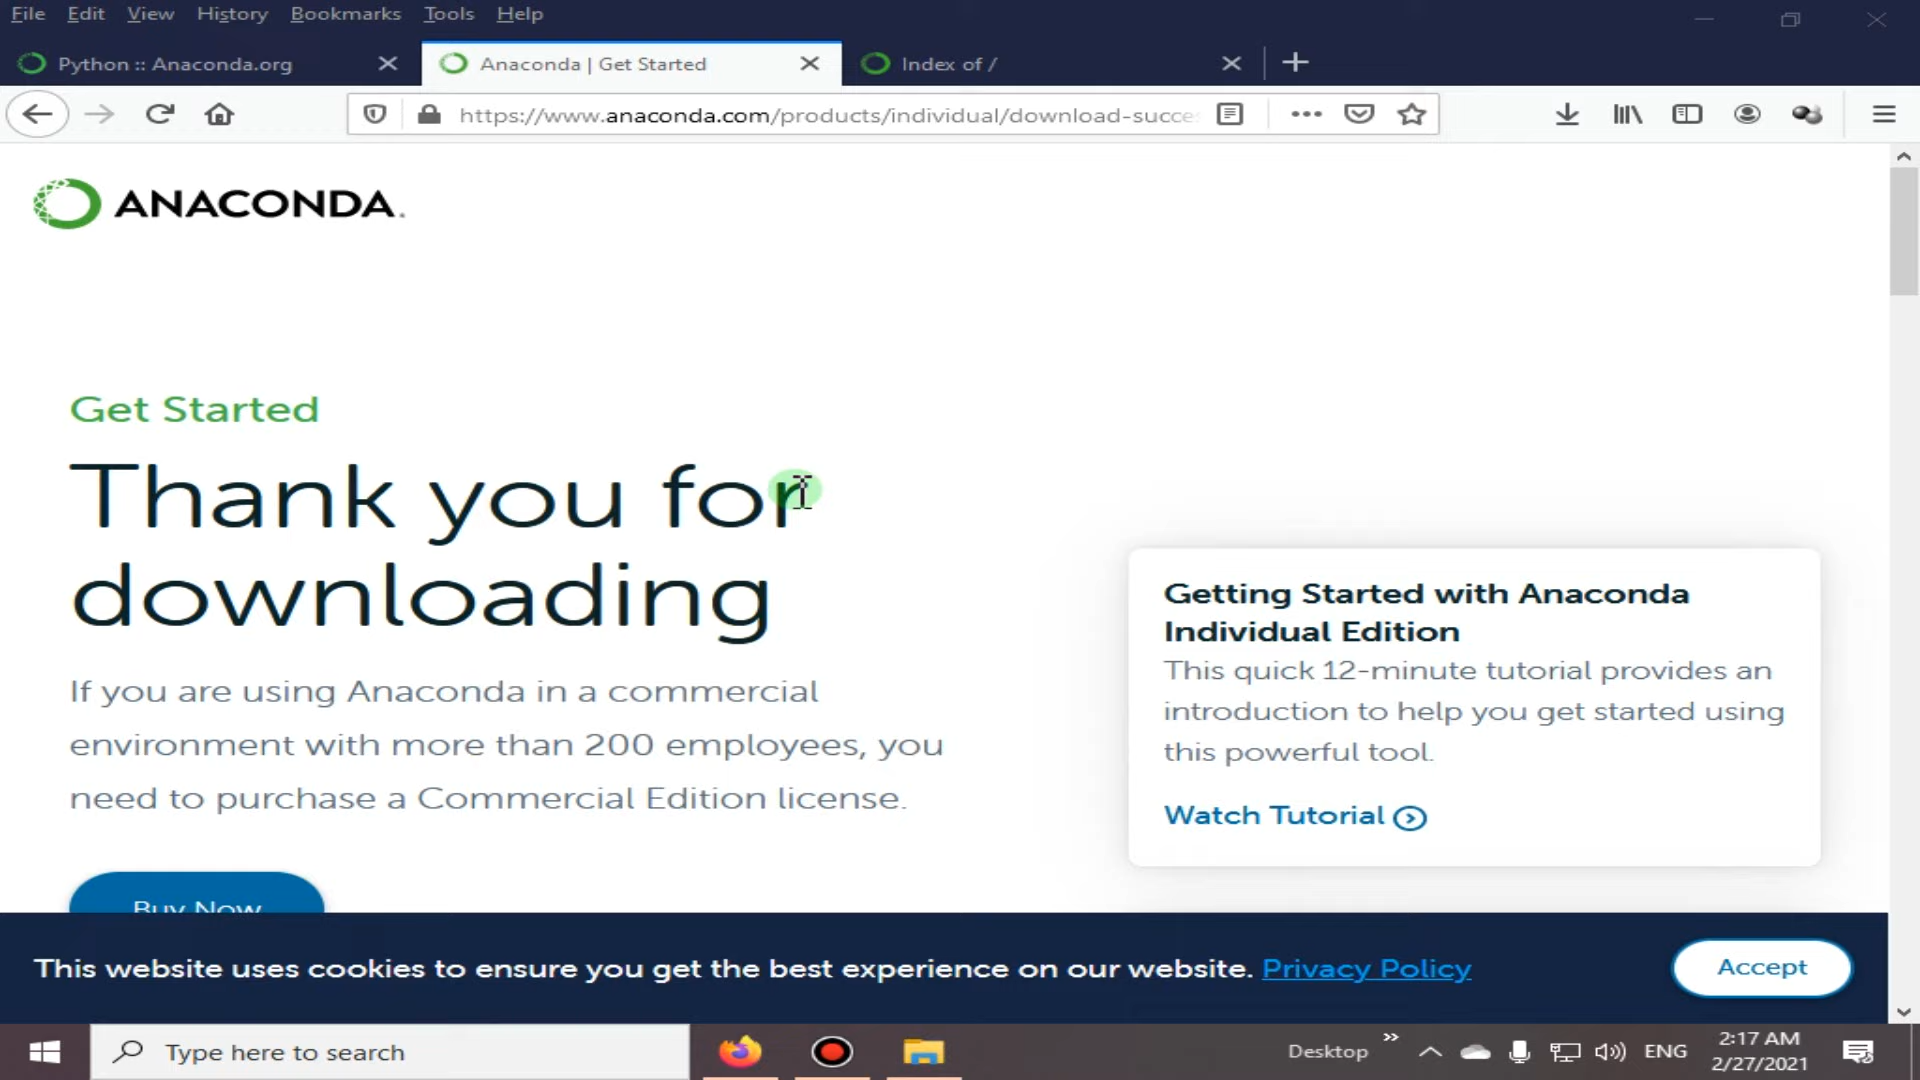 File Edit View History Bookmarks Tools Help
Python :: Anaconda.org
Anaconda | Get Started
Index of /
https://www.anaconda.com/products/individual/download-succe
ANACONDA.
Get Started
Thank you for
downloading
If you are using Anaconda in a commercial
environment with more than 200 employees, you
need to purchase a Commercial Edition license.
Buy Now
Getting Started with Anaconda
Individual Edition
This quick 12-minute tutorial provides an
introduction to help you get started using
this powerful tool.
Watch Tutorial
This website uses cookies to ensure you get the best experience on our website. Privacy Policy
Accept
Type here to search
Desktop
ENG
2:17 AM
2/27/2021